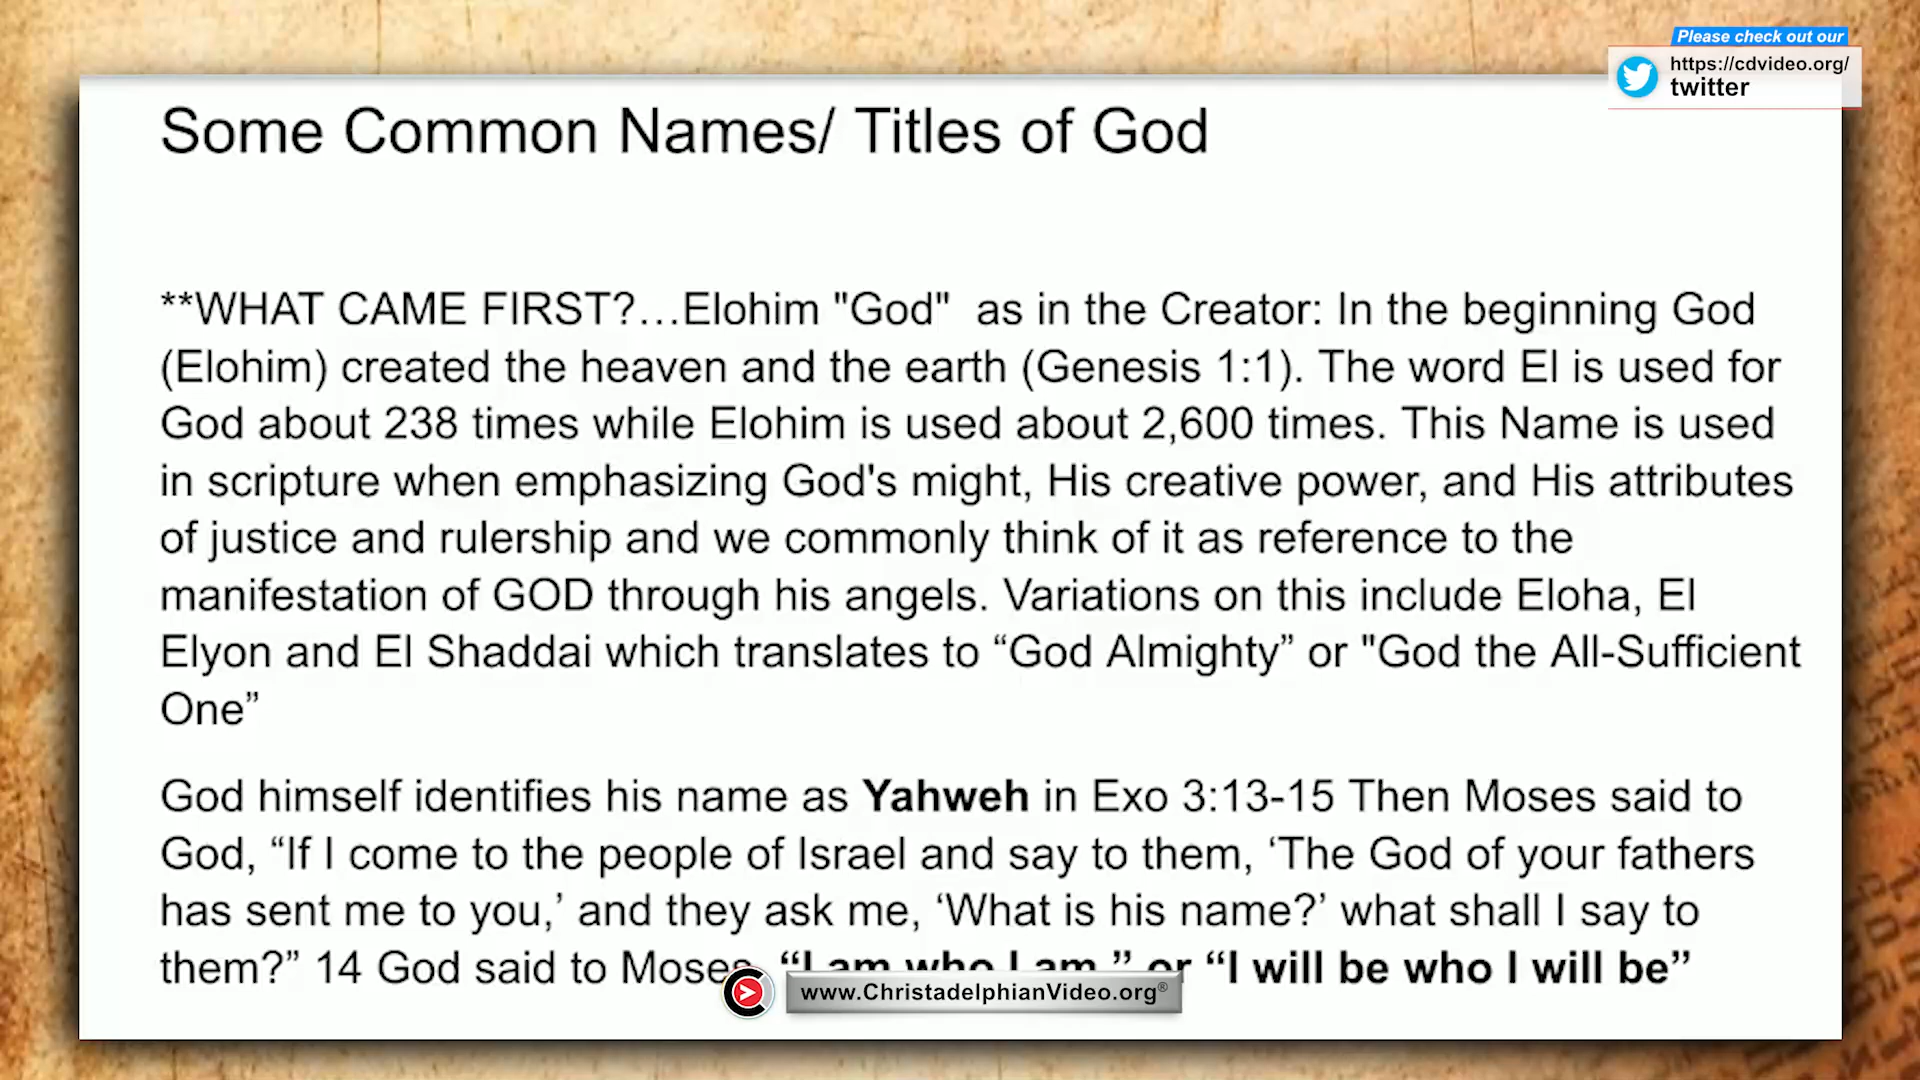 Please check out our
https://cdvideo.org/
twitter
Some Common Names/ Titles of God
**WHAT CAME FIRST?…Elohim "God"  as in the Creator: In the beginning God
(Elohim) created the heaven and the earth (Genesis 1:1). The word El is used for
God about 238 times while Elohim is used about 2,600 times. This Name is used
in scripture when emphasizing God's might, His creative power, and His attributes
of justice and rulership and we commonly think of it as reference to the
manifestation of GOD through his angels. Variations on this include Eloha, El
Elyon and El Shaddai which translates to “God Almighty” or "God the All-Sufficient
One”
God himself identifies his name as Yahweh in Exo 3:13-15 Then Moses said to
God, “If I come to the people of Israel and say to them, ‘The God of your fathers
has sent me to you,’ and they ask me, ‘What is his name?’ what shall I say to
them?” 14 God said to Moses, “I am who I am.” or “I will be who I will be”
www.ChristadelphianVideo.org®